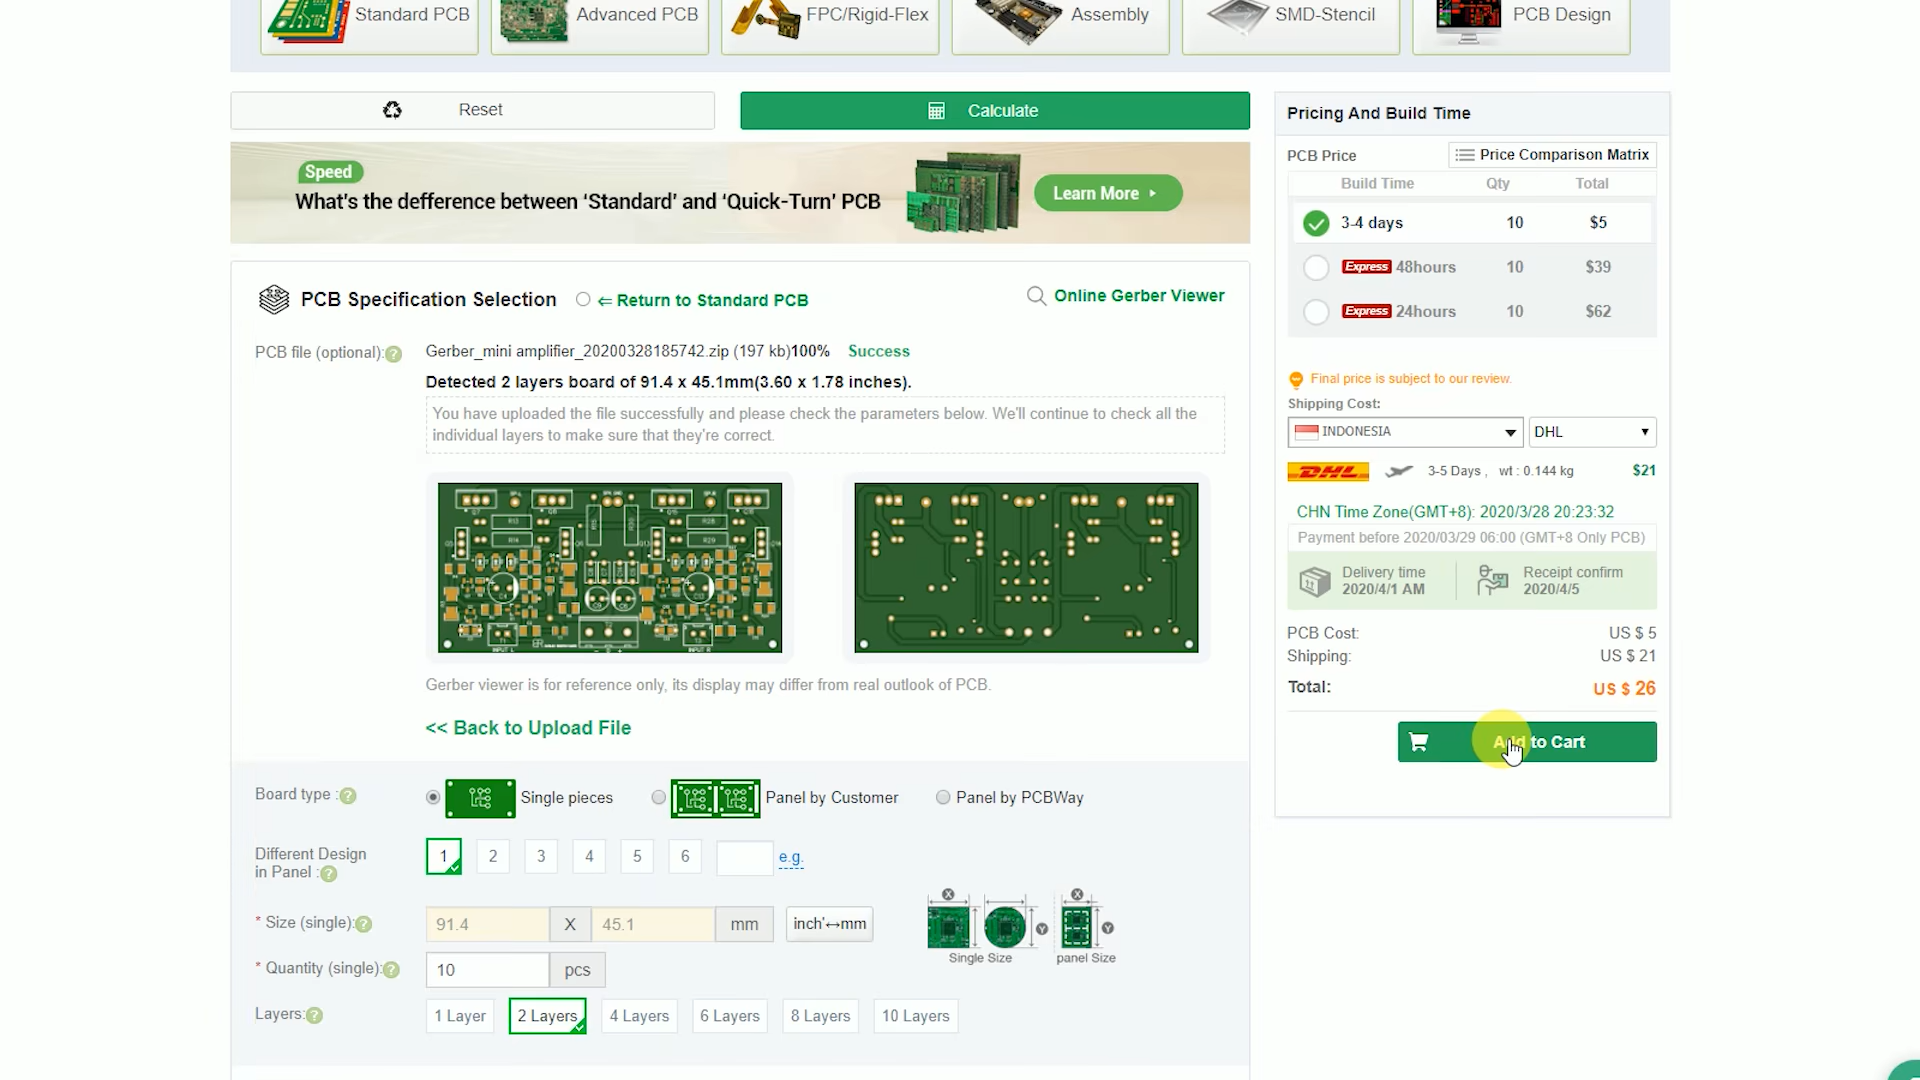 Standard PCB
Advanced PCB
FPC/Rigid-Flex
Assembly
SMD-Stencil
PCB Design
Reset
Calculate
Speed
What's the defference between ‘Standard’ and ‘Quick-Turn’ PCB
Learn More
PCB Specification Selection
⇐ Return to Standard PCB
Online Gerber Viewer
PCB file (optional):?
Gerber_mini amplifier_20200328185742.zip (197 kb)100% Success
Detected 2 layers board of 91.4 x 45.1mm(3.60 x 1.78 inches).
You have uploaded the file successfully and please check the parameters below. We'll continue to check all the
individual layers to make sure that they're correct.
INPUT L
INPUT R
Gerber viewer is for reference only, its display may differ from real outlook of PCB.
<< Back to Upload File
Board type :?
Single pieces
Panel by Customer
Panel by PCBWay
Different Design
in Panel :?
1 2 3 4 5 6
e.g.
* Size (single):?
91.4 X 45.1 mm
inch'↔mm
X X
Y Y
Single Size
panel Size
* Quantity (single):?
10 pcs
Layers:?
1 Layer 2 Layers 4 Layers 6 Layers 8 Layers 10 Layers
Pricing And Build Time
PCB Price
Price Comparison Matrix
Build Time Qty Total
3-4 days 10 $5
Express 48hours 10 $39
Express 24hours 10 $62
Final price is subject to our review.
Shipping Cost:
INDONESIA
DHL
DHL 3-5 Days , wt : 0.144 kg $21
CHN Time Zone(GMT+8): 2020/3/28 20:23:32
Payment before 2020/03/29 06:00 (GMT+8 Only PCB)
Delivery time
2020/4/1 AM
Receipt confirm
2020/4/5
PCB Cost: US $ 5
Shipping: US $ 21
Total: US $ 26
Add to Cart